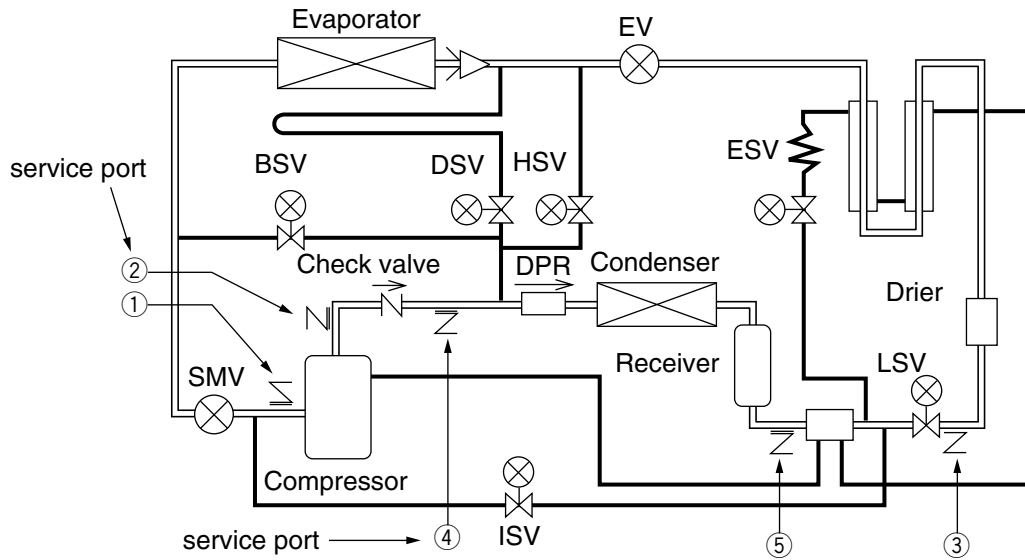 Evaporator
EV
BSV
DSV
HSV
ESV
service port
②
Check valve
DPR
Condenser
①
Drier
SMV
Receiver
LSV
Compressor
service port
④
ISV
⑤
③